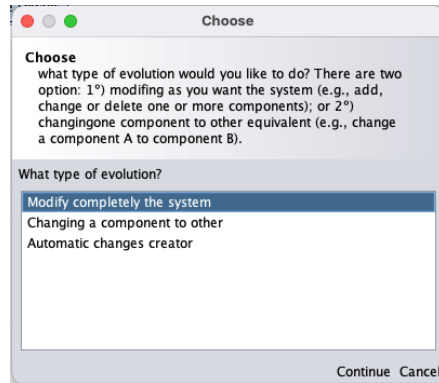 Choose
Choose
what type of evolution would you like to do? There are two
option: 1º) modifing as you want the system (e.g., add,
change or delete one or more components); or 2º)
changingone component to other equivalent (e.g., change
a component A to component B).
What type of evolution?
Modify completely the system
Changing a component to other
Automatic changes creator
Continue Cancel